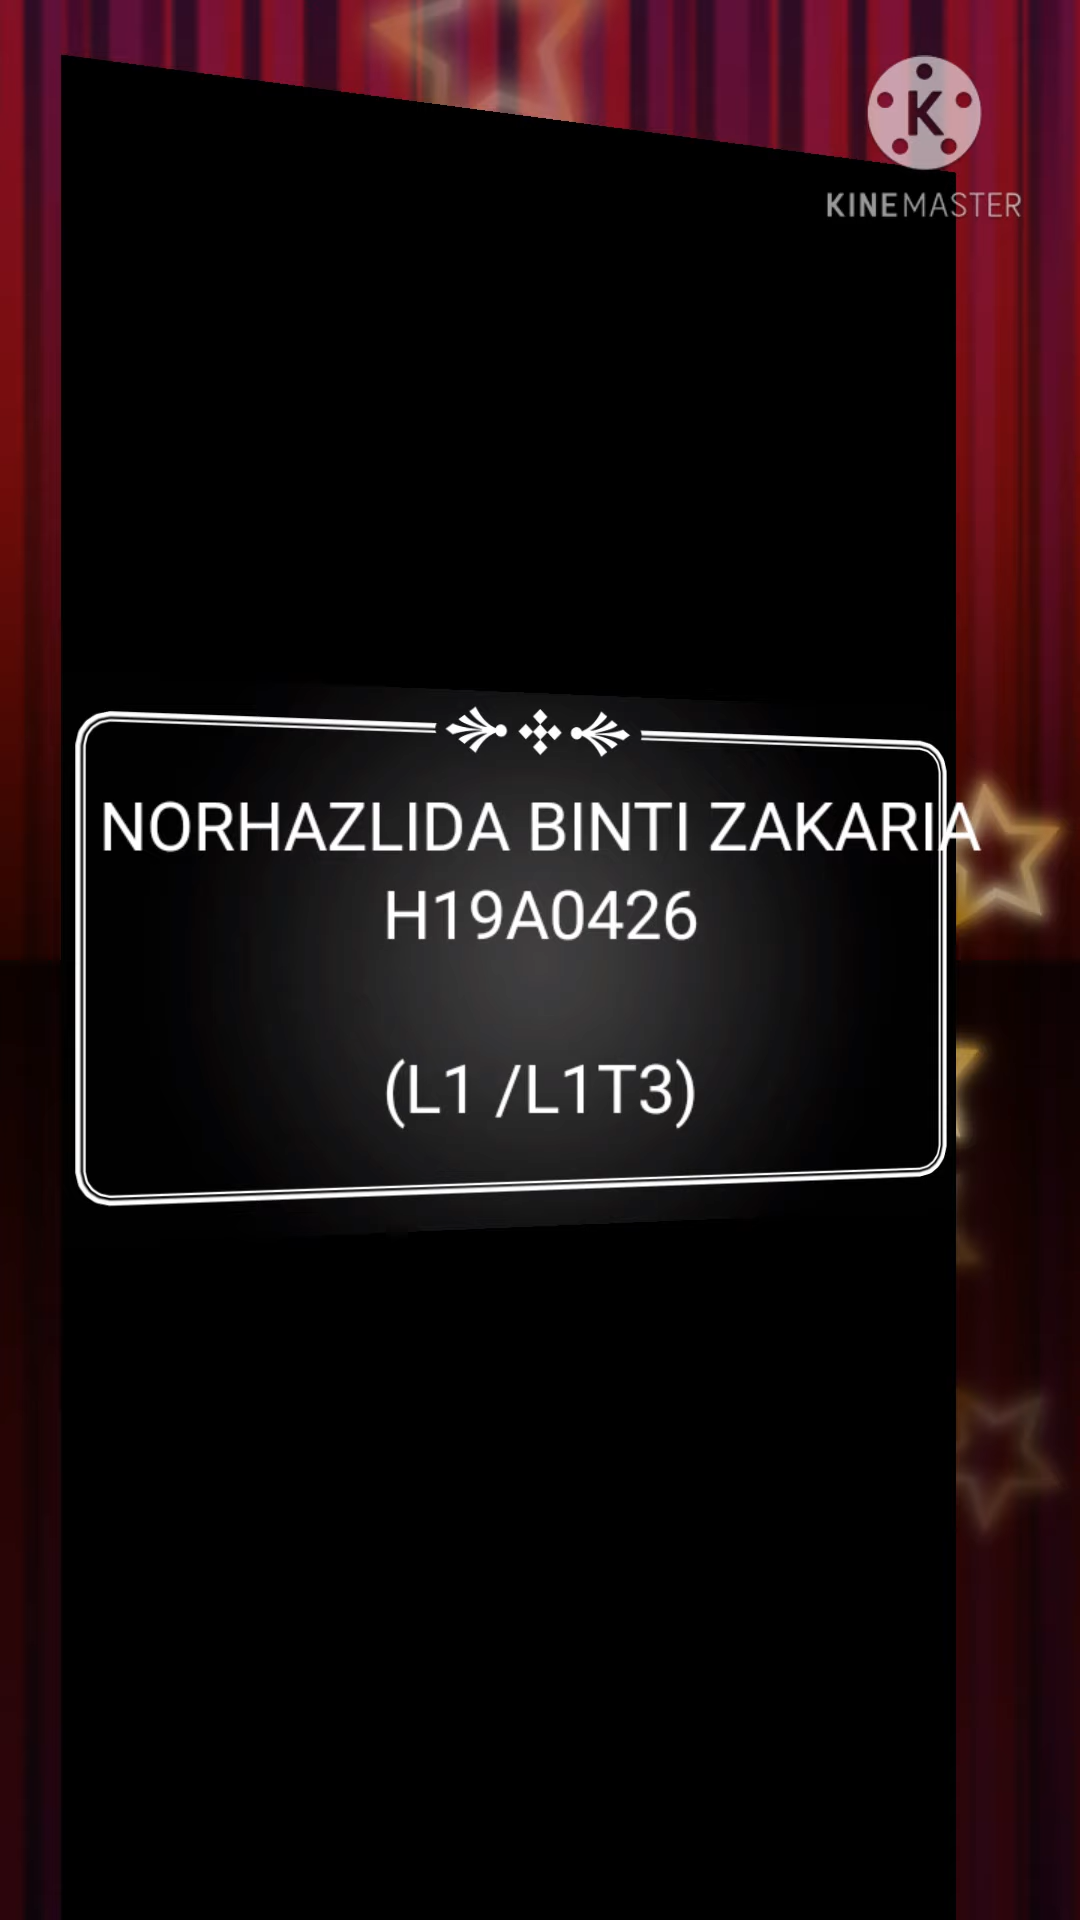 K
KINEMASTER
NORHAZLIDA BINTI ZAKARIA
H19A0426
(L1 /L1T3)